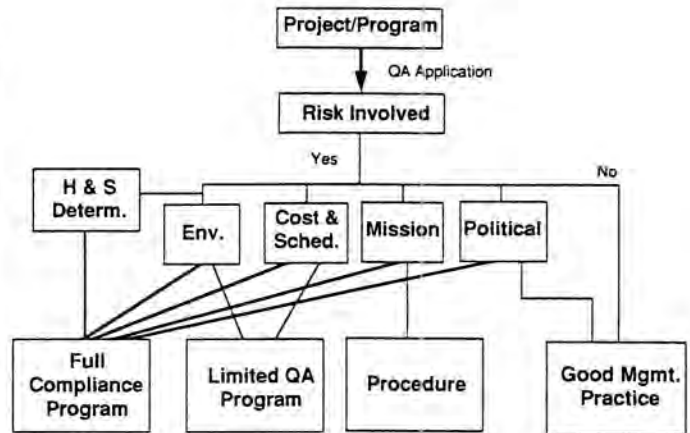 Project/Program
QA Application
Risk Involved
Yes
No
H & S
Determ.
Env.
Cost &
Sched.
Mission
Political
Full
Compliance
Program
Limited QA
Program
Procedure
Good Mgmt.
Practice